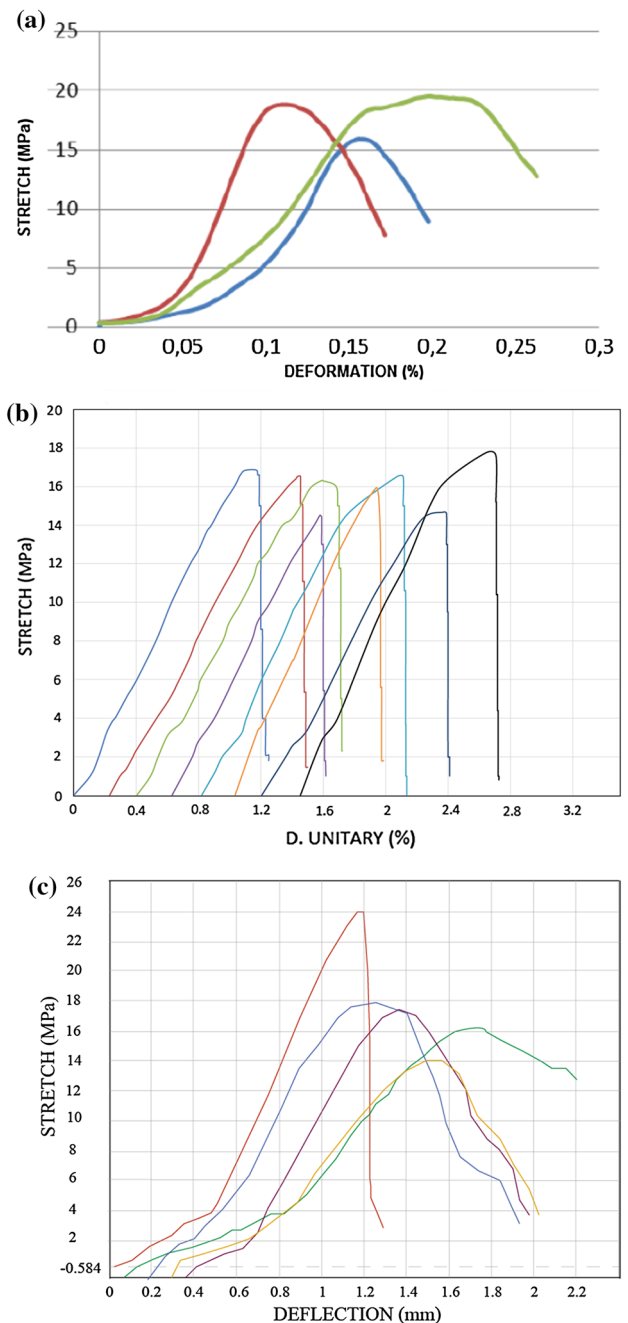 (a)
25
20
15
10
5
0
STRETCH (MPa)
0 0,05 0,1 0,15 0,2 0,25 0,3
DEFORMATION (%)
(b)
20
18
16
14
12
10
8
6
4
2
0
STRETCH (MPa)
0 0.4 0.8 1.2 1.6 2 2.4 2.8 3.2
D. UNITARY (%)
(c)
26
24
22
20
18
16
14
12
10
8
6
4
2
-0.584
STRETCH (MPa)
0 0.2 0.4 0.6 0.8 1.0 1.2 1.4 1.6 1.8 2 2.2
DEFLECTION (mm)